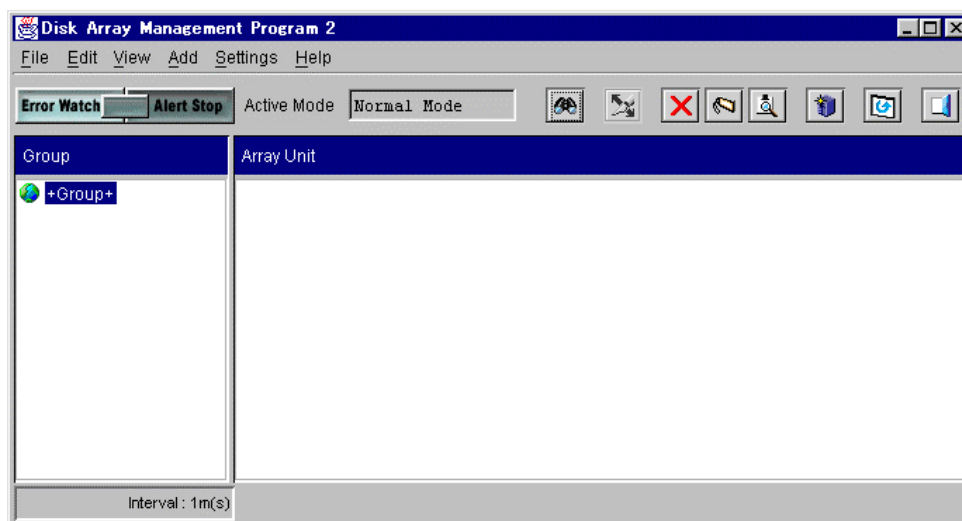 Disk Array Management Program 2
File Edit View Add Settings Help
Error Watch Alert Stop Active Mode Normal Mode
Group Array Unit
+Group+
Interval : 1m(s)